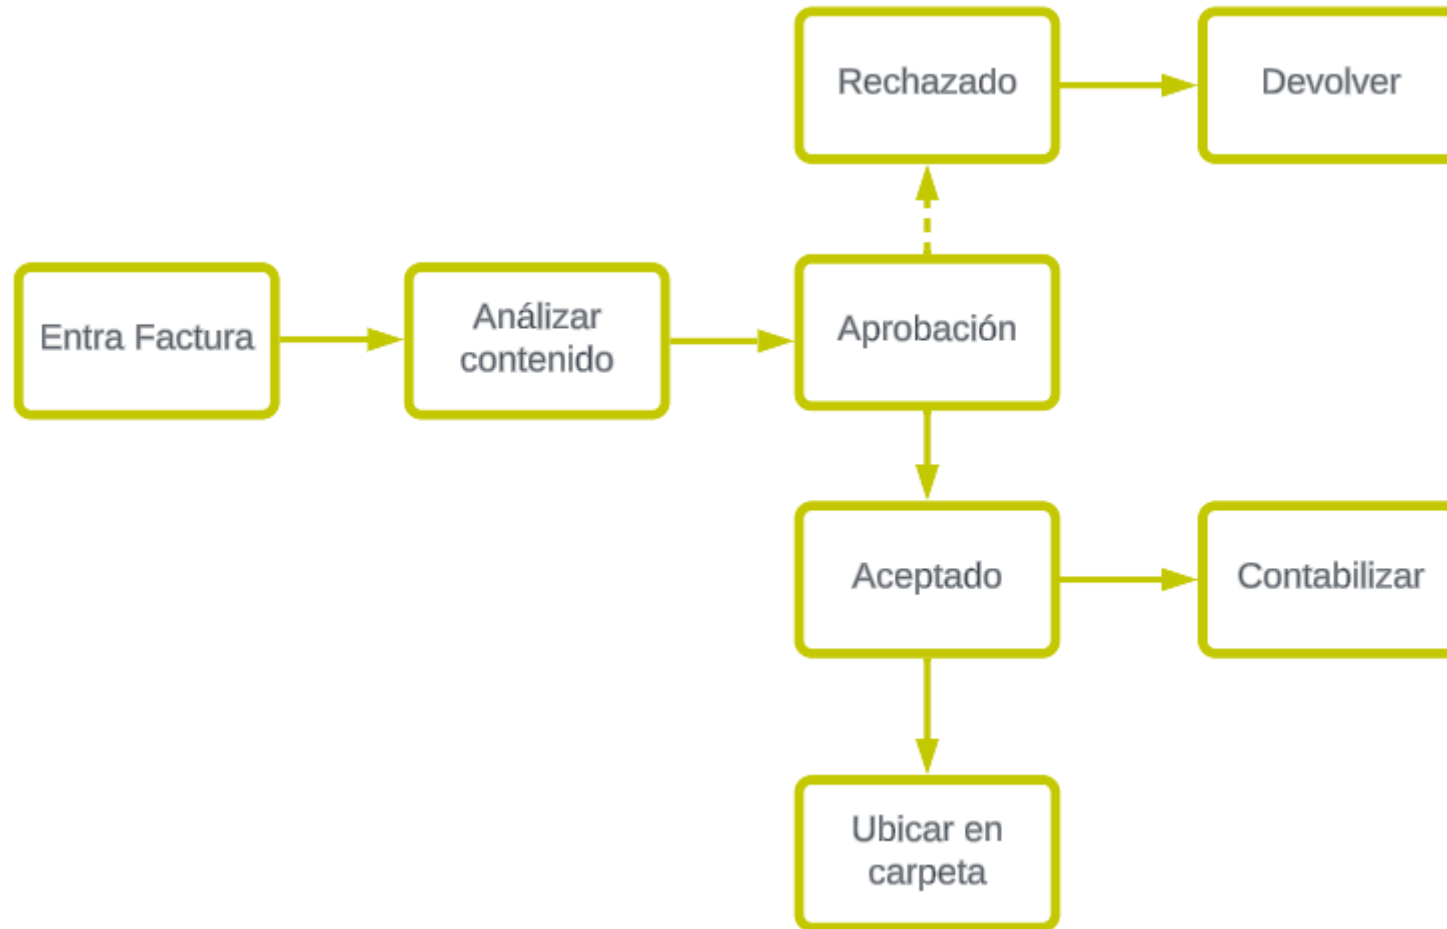 Rechazado
Devolver
Entra Factura
Análizar
contenido
Aprobación
Aceptado
Contabilizar
Ubicar en
carpeta